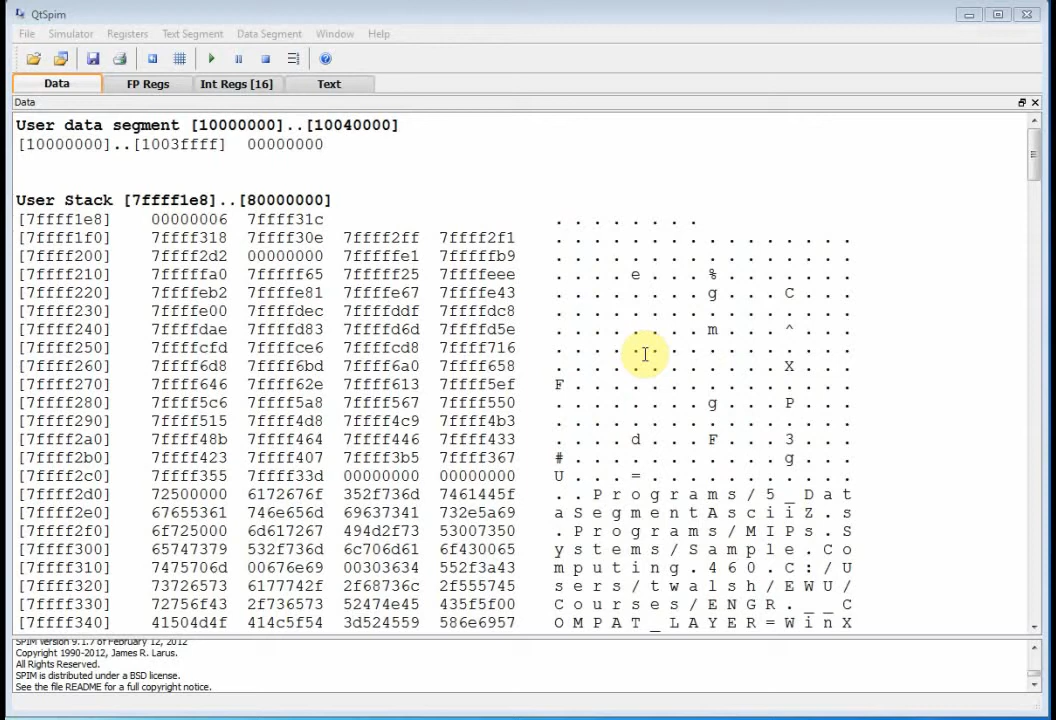 QtSpim
File Simulator Registers Text Segment Data Segment Window Help
Data FP Regs Int Regs [16] Text
Data
User data segment [10000000]..[10040000]
[10000000]..[1003ffff] 00000000
User Stack [7ffff1e8]..[80000000]
[7ffff1e8] 00000006 7ffff31c . . . . . . . .
[7ffff1f0] 7ffff318 7ffff30e 7ffff2ff 7ffff2f1 . . . . . . . . . . . . . . . .
[7ffff200] 7ffff2d2 00000000 7fffffe1 7fffffb9 . . . . . . . . . . . . . . . .
[7ffff210] 7fffffa0 7fffff65 7fffff25 7ffffeee . . . . e . . . % . . . . . . .
[7ffff220] 7ffffeb2 7ffffe81 7ffffe67 7ffffe43 . . . . . . . . g . . . C . . .
[7ffff230] 7ffffe00 7ffffdec 7ffffddf 7ffffdc8 . . . . . . . . . . . . . . . .
[7ffff240] 7ffffdae 7ffffd83 7ffffd6d 7ffffd5e . . . . . . . . m . . . ^ . . .
[7ffff250] 7ffffcfd 7ffffce6 7ffffcd8 7ffff716 . . . . . . . . . . . . . . . .
[7ffff260] 7ffff6d8 7ffff6bd 7ffff6a0 7ffff658 . . . . . . . . . . . . X . . .
[7ffff270] 7ffff646 7ffff62e 7ffff613 7ffff5ef F . . . . . . . . . . . . . . .
[7ffff280] 7ffff5c6 7ffff5a8 7ffff567 7ffff550 . . . . . . . . g . . . P . . .
[7ffff290] 7ffff515 7ffff4d8 7ffff4c9 7ffff4b3 . . . . . . . . . . . . . . . .
[7ffff2a0] 7ffff48b 7ffff464 7ffff446 7ffff433 . . . . d . . . F . . . 3 . . .
[7ffff2b0] 7ffff423 7ffff407 7ffff3b5 7ffff367 # . . . . . . . . . . . g . . .
[7ffff2c0] 7ffff355 7ffff33d 00000000 00000000 U . . . = . . . . . . . . . . .
[7ffff2d0] 72500000 6172676f 352f736d 7461445f . . P r o g r a m s / 5 _ D a t
[7ffff2e0] 67655361 746e656d 69637341 732e5a69 a S e g m e n t A s c i i Z . s
[7ffff2f0] 6f725000 6d617267 494d2f73 53007350 . P r o g r a m s / M I P s . S
[7ffff300] 65747379 532f736d 6c706d61 6f430065 y s t e m s / S a m p l e . C o
[7ffff310] 7475706d 00676e69 00303634 552f3a43 m p u t i n g . 4 6 0 . C : / U
[7ffff320] 73726573 6177742f 2f68736c 2f555745 s e r s / t w a l s h / E W U /
[7ffff330] 72756f43 2f736573 52474e45 435f5f00 C o u r s e s / E N G R . _ _ C
[7ffff340] 41504d4f 414c5f54 3d524559 586e6957 O M P A T _ L A Y E R = W i n X
SPIM Version 9.1.7 of February 12, 2012
Copyright 1990-2012, James R. Larus.
All Rights Reserved.
SPIM is distributed under a BSD license.
See the file README for a full copyright notice.